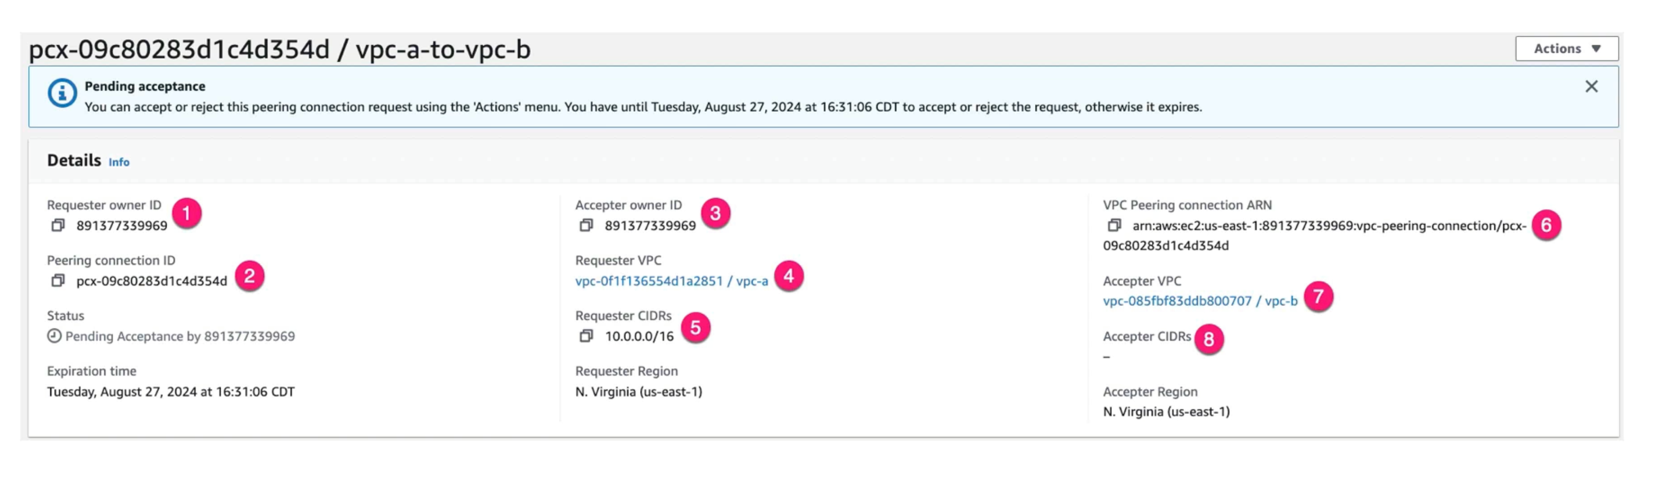 pcx-09c80283d1c4d354d / vpc-a-to-vpc-b
Actions
Pending acceptance
You can accept or reject this peering connection request using the 'Actions' menu. You have until Tuesday, August 27, 2024 at 16:31:06 CDT to accept or reject the request, otherwise it expires.
Details Info
Requester owner ID
891377339969
1
Peering connection ID
pcx-09c80283d1c4d354d
2
Status
Pending Acceptance by 891377339969
Expiration time
Tuesday, August 27, 2024 at 16:31:06 CDT
Accepter owner ID
891377339969
3
Requester VPC
vpc-0f1f136554d1a2851 / vpc-a
4
Requester CIDRs
10.0.0.0/16
5
Requester Region
N. Virginia (us-east-1)
VPC Peering connection ARN
arn:aws:ec2:us-east-1:891377339969:vpc-peering-connection/pcx-
09c80283d1c4d354d
6
Accepter VPC
vpc-085fbf83ddb800707 / vpc-b
7
Accepter CIDRs
8
–
Accepter Region
N. Virginia (us-east-1)